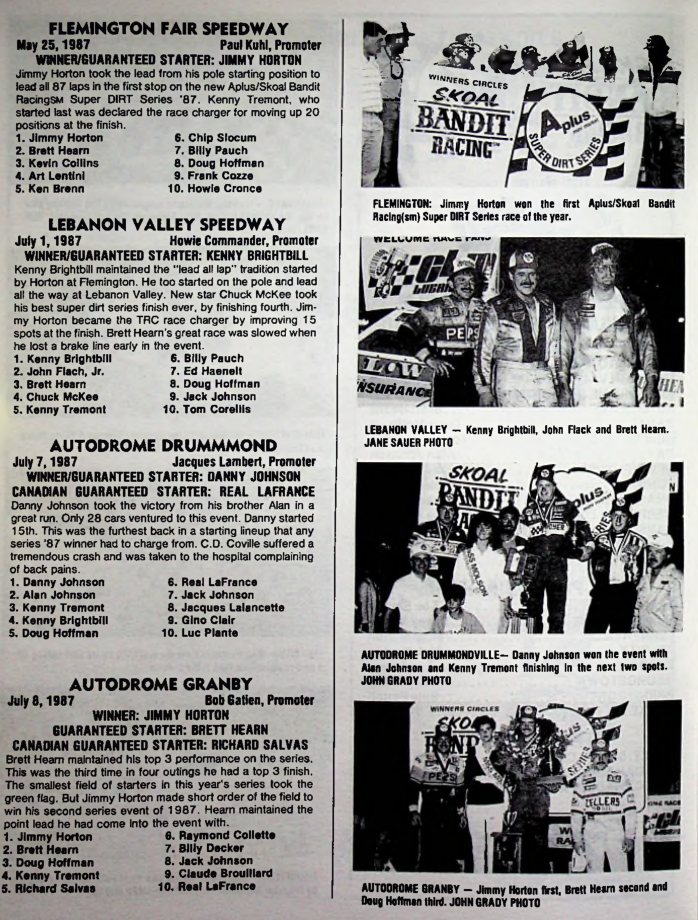 FLEMINGTON FAIR SPEEDWAY
May 25, 1987 Paul Kuhl, Promoter
WINNER/GUARANTEED STARTER: JIMMY HORTON
Jimmy Horton took the lead from his pole starting position to
lead all 87 laps in the first stop on the new Aplus/Skoal Bandit
RacingSM Super DIRT Series '87. Kenny Tremont, who
started last was declared the race charger for moving up 20
positions at the finish.
1. Jimmy Horton
2. Brett Hearn
3. Kevin Collins
4. Art Lentini
5. Ken Brenn
6. Chip Slocum
7. Billy Pauch
8. Doug Hoffman
9. Frank Cozze
10. Howie Cronce
LEBANON VALLEY SPEEDWAY
July 1, 1987 Howie Commander, Promoter
WINNER/GUARANTEED STARTER: KENNY BRIGHTBILL
Kenny Brightbill maintained the "lead all lap" tradition started
by Horton at Flemington. He too started on the pole and lead
all the way at Lebanon Valley. New star Chuck McKee took
his best super dirt series finish ever, by finishing fourth. Jim-
my Horton became the TRC race charger by improving 15
spots at the finish. Brett Hearn's great race was slowed when
he lost a brake line early in the event.
1. Kenny Brightbill
2. John Flach, Jr.
3. Brett Hearn
4. Chuck McKee
5. Kenny Tremont
6. Billy Pauch
7. Ed Haenelt
8. Doug Hoffman
9. Jack Johnson
10. Tom Corellis
AUTODROME DRUMMMOND
July 7, 1987 Jacques Lambert, Promoter
WINNER/GUARANTEED STARTER: DANNY JOHNSON
CANADIAN GUARANTEED STARTER: REAL LAFRANCE
Danny Johnson took the victory from his brother Alan in a
great run. Only 28 cars ventured to this event. Danny started
15th. This was the furthest back in a starting lineup that any
series '87 winner had to charge from. C.D. Coville suffered a
tremendous crash and was taken to the hospital complaining
of back pains.
1. Danny Johnson
2. Alan Johnson
3. Kenny Tremont
4. Kenny Brightbill
5. Doug Hoffman
6. Real LaFrance
7. Jack Johnson
8. Jacques Lalancette
9. Gino Clair
10. Luc Plante
AUTODROME GRANBY
July 8, 1987 Bob Gatien, Promoter
WINNER: JIMMY HORTON
GUARANTEED STARTER: BRETT HEARN
CANADIAN GUARANTEED STARTER: RICHARD SALVAS
Brett Hearn maintained his top 3 performance on the series.
This was the third time in four outings he had a top 3 finish.
The smallest field of starters in this year's series took the
green flag. But Jimmy Horton made short order of the field to
win his second series event of 1987. Hearn maintained the
point lead he had come into the event with.
1. Jimmy Horton
2. Brett Hearn
3. Doug Hoffman
4. Kenny Tremont
5. Richard Salvas
6. Raymond Collette
7. Billy Decker
8. Jack Johnson
9. Claude Brouillard
10. Real LaFrance
WINNERS CIRCLES
SKOAL
BANDIT
RACING
Aplus
SUPER DIRT SERIES
FLEMINGTON: Jimmy Horton won the first Aplus/Skoal Bandit
Racing(sm) Super DIRT Series race of the year.
WELCOME RACE FANS
PEPS
LOW
INSURANCE
LEBANON VALLEY — Kenny Brightbill, John Flack and Brett Hearn.
JANE SAUER PHOTO
SKOAL
BANDIT
plus
MOLSON
AUTODROME DRUMMONDVILLE— Danny Johnson won the event with
Alan Johnson and Kenny Tremont finishing in the next two spots.
JOHN GRADY PHOTO
WINNERS CIRCLES
SKO
PEPS
ZELLERS
AUTODROME GRANBY — Jimmy Horton first, Brett Hearn second and
Doug Hoffman third. JOHN GRADY PHOTO